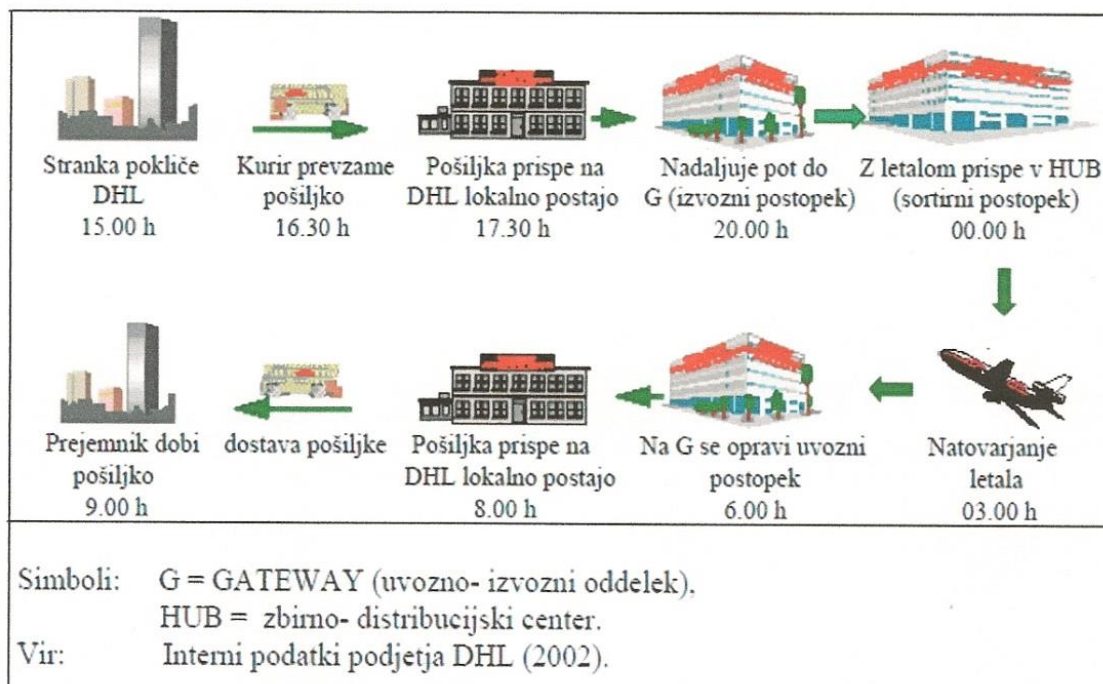 Stranka pokliče
DHL
15.00 h
Kurir prevzame
pošiljko
16.30 h
Pošiljka prispe na
DHL lokalno postajo
17.30 h
Nadaljuje pot do
G (izvozni postopek)
20.00 h
Z letalom prispe v HUB
(sortirni postopek)
00.00 h
Prejemnik dobi
pošiljko
9.00 h
dostava pošiljke
Pošiljka prispe na
DHL lokalno postajo
8.00 h
Na G se opravi uvozni
postopek
6.00 h
Natovarjanje
letala
03.00 h
Simboli: G = GATEWAY (uvozno- izvozni oddelek),
HUB = zbirno- distribucijski center.
Vir: Interni podatki podjetja DHL (2002).